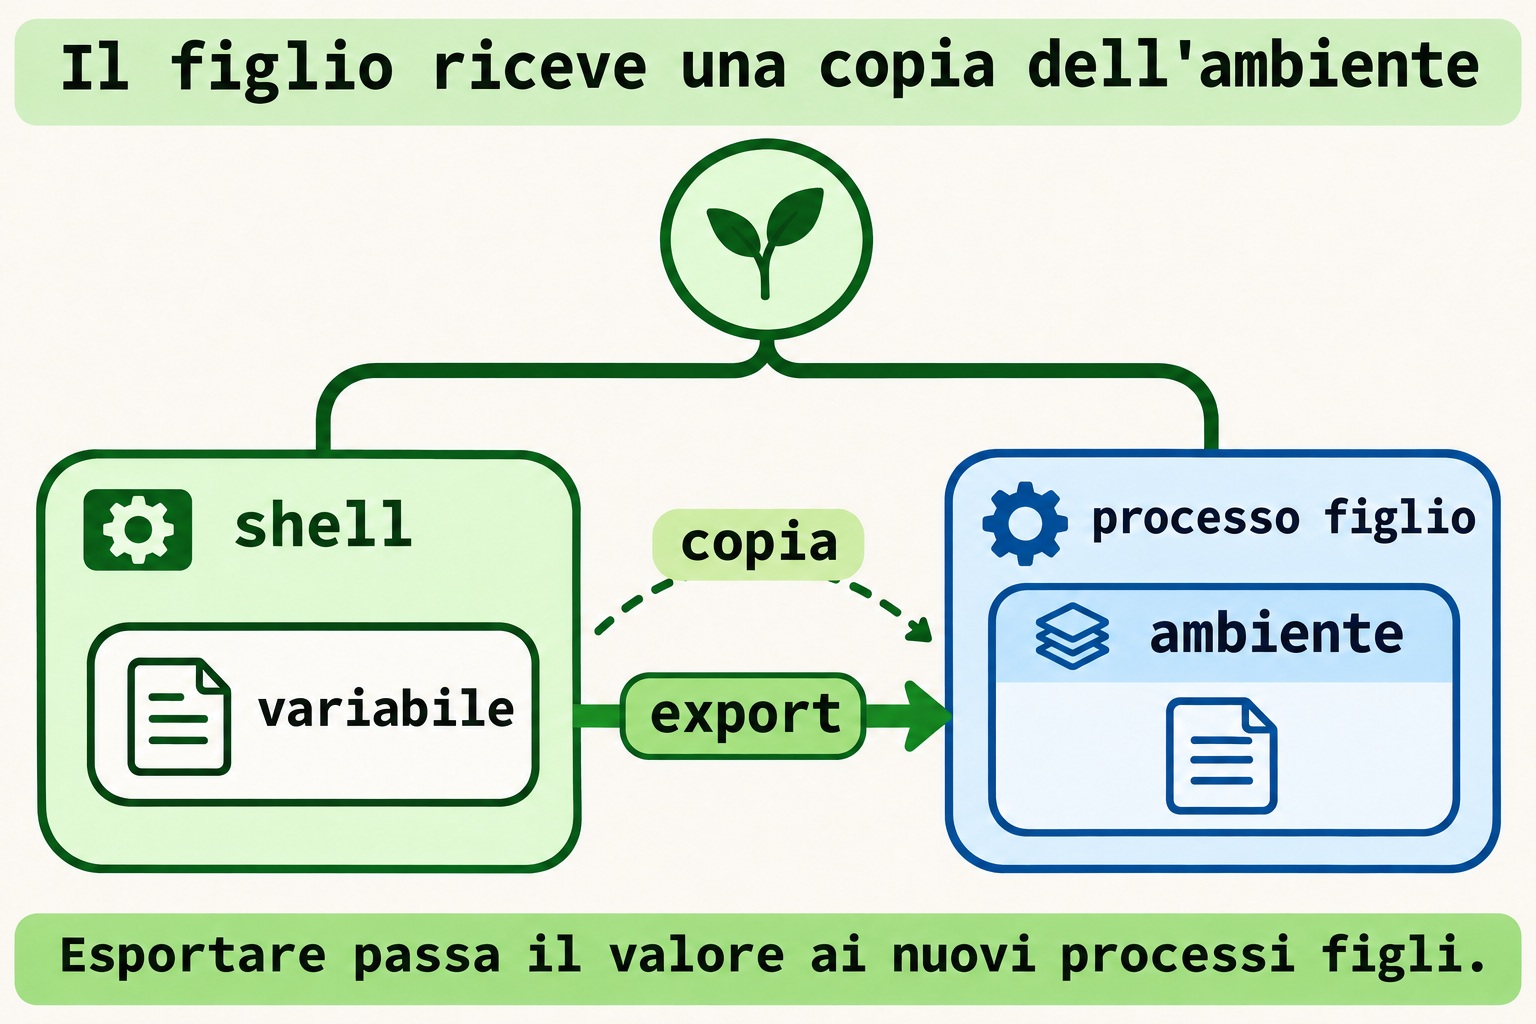 Il figlio riceve una copia dell'ambiente
shell
variabile
copia
export
processo figlio
ambiente
Esportare passa il valore ai nuovi processi figli.